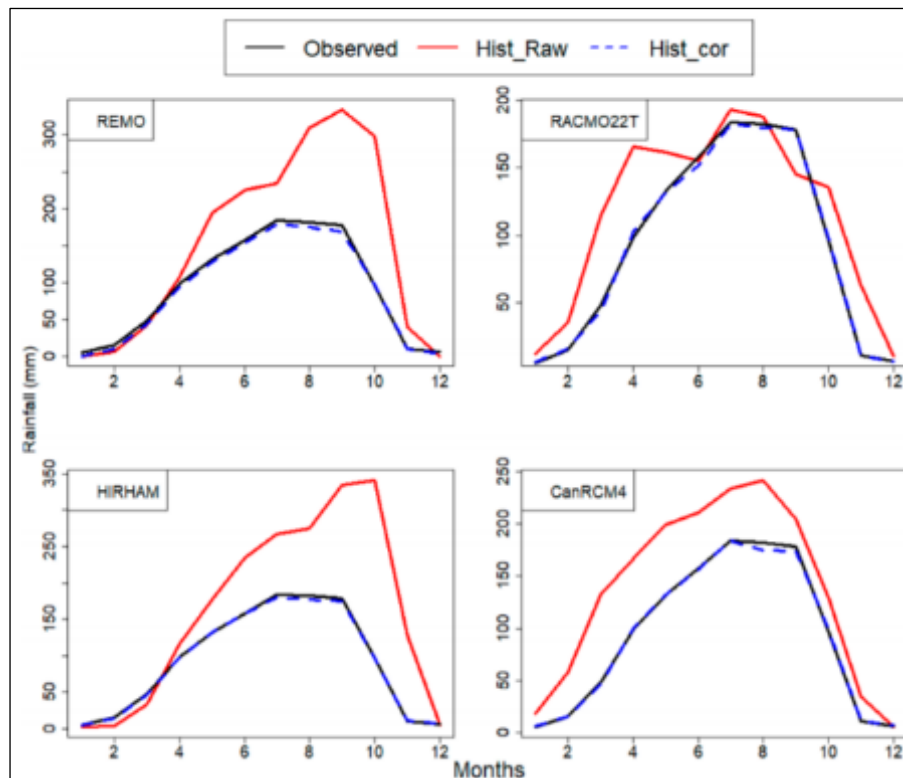 Observed Hist_Raw Hist_cor
REMO
RACMO22T
0 50 100 200 300
50 100 150 200
2 4 6 8 10 12
2 4 6 8 10 12
Rainfall (mm)
HIRHAM
CanRCM4
0 50 150 250 350
0 50 100 150 200 250
2 4 6 8 10 12
2 4 6 8 10 12
Months